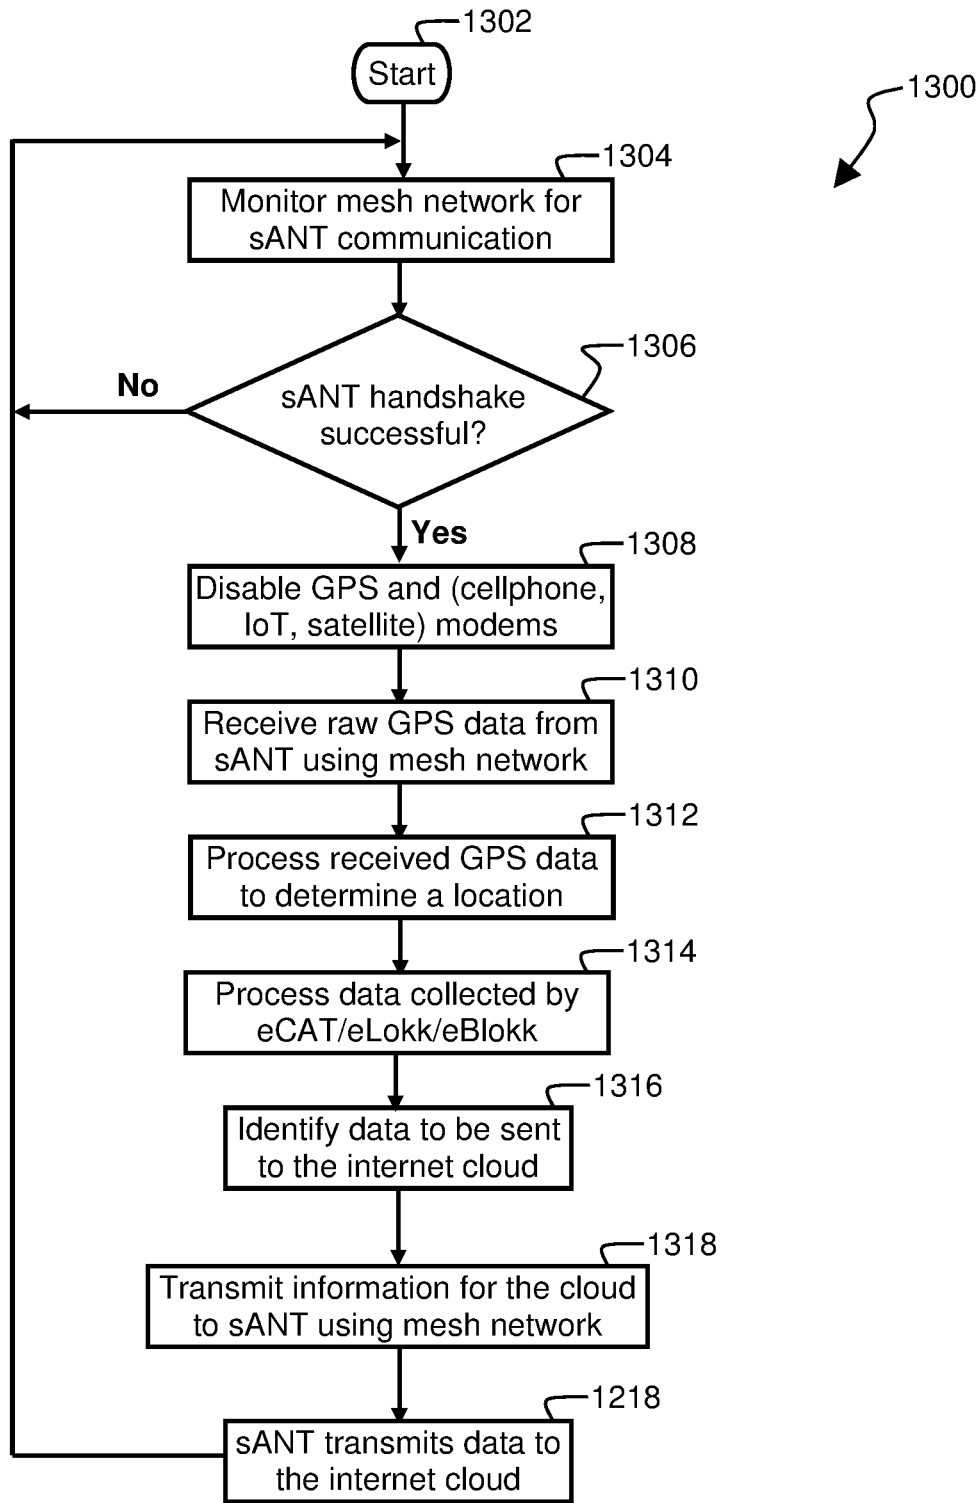 1302
Start
1300
1304
Monitor mesh network for
sANT communication
1306
No
sANT handshake
successful?
Yes
1308
Disable GPS and (cellphone,
IoT, satellite) modems
1310
Receive raw GPS data from
sANT using mesh network
1312
Process received GPS data
to determine a location
1314
Process data collected by
eCAT/eLokk/eBlokk
1316
Identify data to be sent
to the internet cloud
1318
Transmit information for the cloud
to sANT using mesh network
1218
sANT transmits data to
the internet cloud